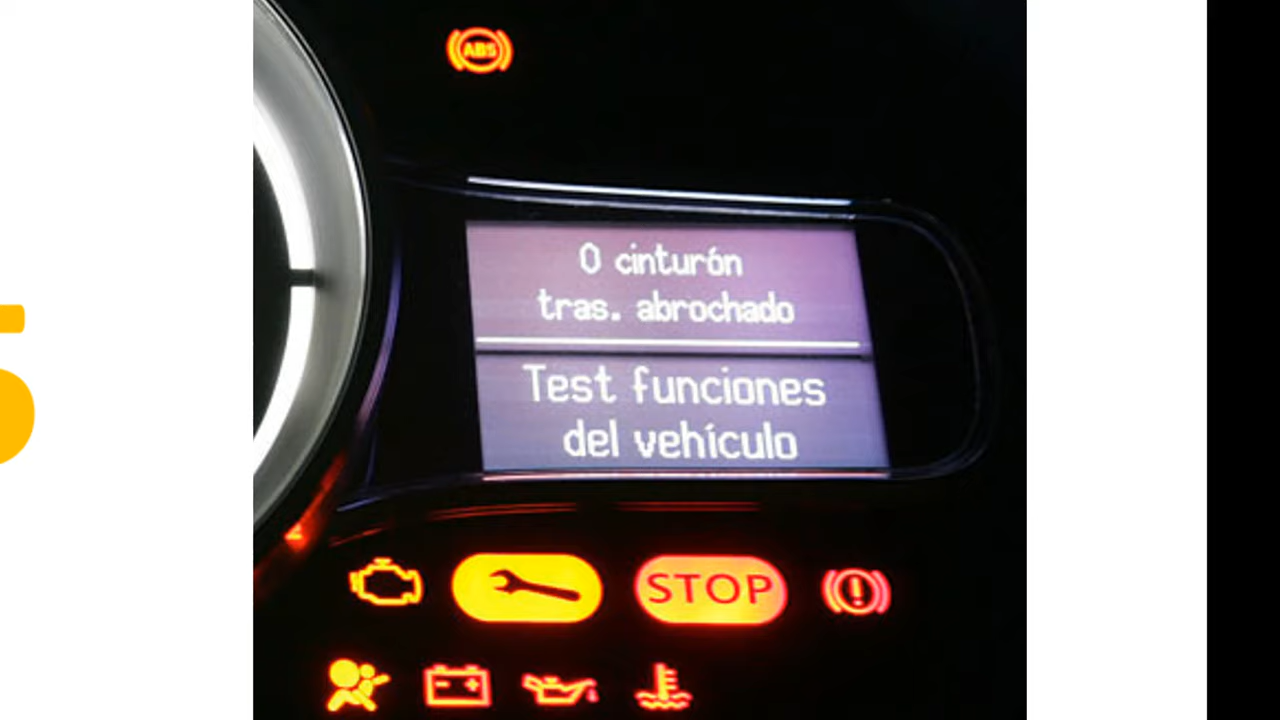 ABS
0 cinturón
tras. abrochado
Test funciones
del vehículo
STOP